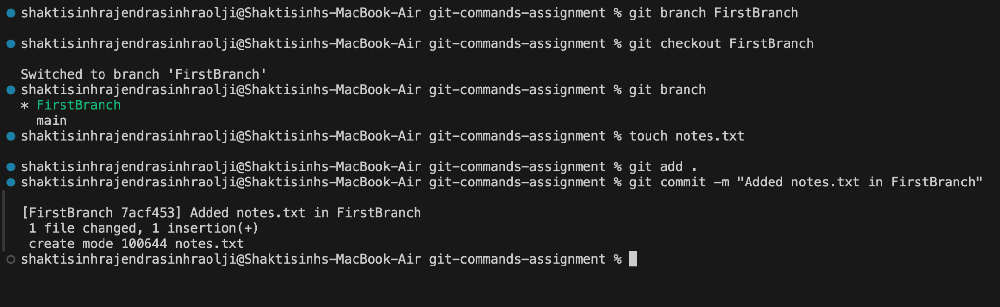 shaktisinhrajendrasinhraolji@Shaktisinhs-MacBook-Air git-commands-assignment % git branch FirstBranch
shaktisinhrajendrasinhraolji@Shaktisinhs-MacBook-Air git-commands-assignment % git checkout FirstBranch
Switched to branch 'FirstBranch'
shaktisinhrajendrasinhraolji@Shaktisinhs-MacBook-Air git-commands-assignment % git branch
* FirstBranch
main
shaktisinhrajendrasinhraolji@Shaktisinhs-MacBook-Air git-commands-assignment % touch notes.txt
shaktisinhrajendrasinhraolji@Shaktisinhs-MacBook-Air git-commands-assignment % git add .
shaktisinhrajendrasinhraolji@Shaktisinhs-MacBook-Air git-commands-assignment % git commit -m "Added notes.txt in FirstBranch"
[FirstBranch 7acf453] Added notes.txt in FirstBranch
1 file changed, 1 insertion(+)
create mode 100644 notes.txt
shaktisinhrajendrasinhraolji@Shaktisinhs-MacBook-Air git-commands-assignment %